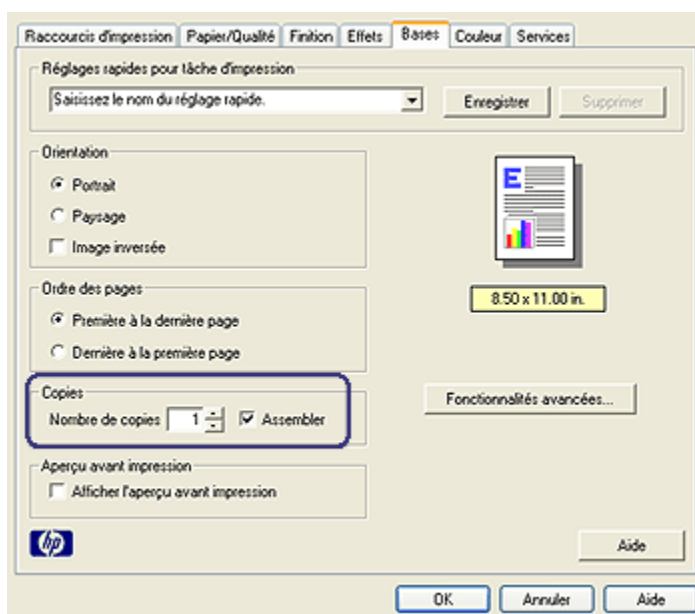 Raccourcis d'impression Papier/Qualité Finition Effets Bases Couleur Services
Réglages rapides pour tâche d'impression
Saisissez le nom du réglage rapide.
Enregistrer
Supprimer
Orientation
Portrait
Paysage
Image inversée
E
8.50 x 11.00 in.
Ordre des pages
Première à la dernière page
Dernière à la première page
Copies
Nombre de copies 1 Assembler
Fonctionnalités avancées...
Aperçu avant impression
Afficher l'aperçu avant impression
hp
Aide
OK Annuler Aide